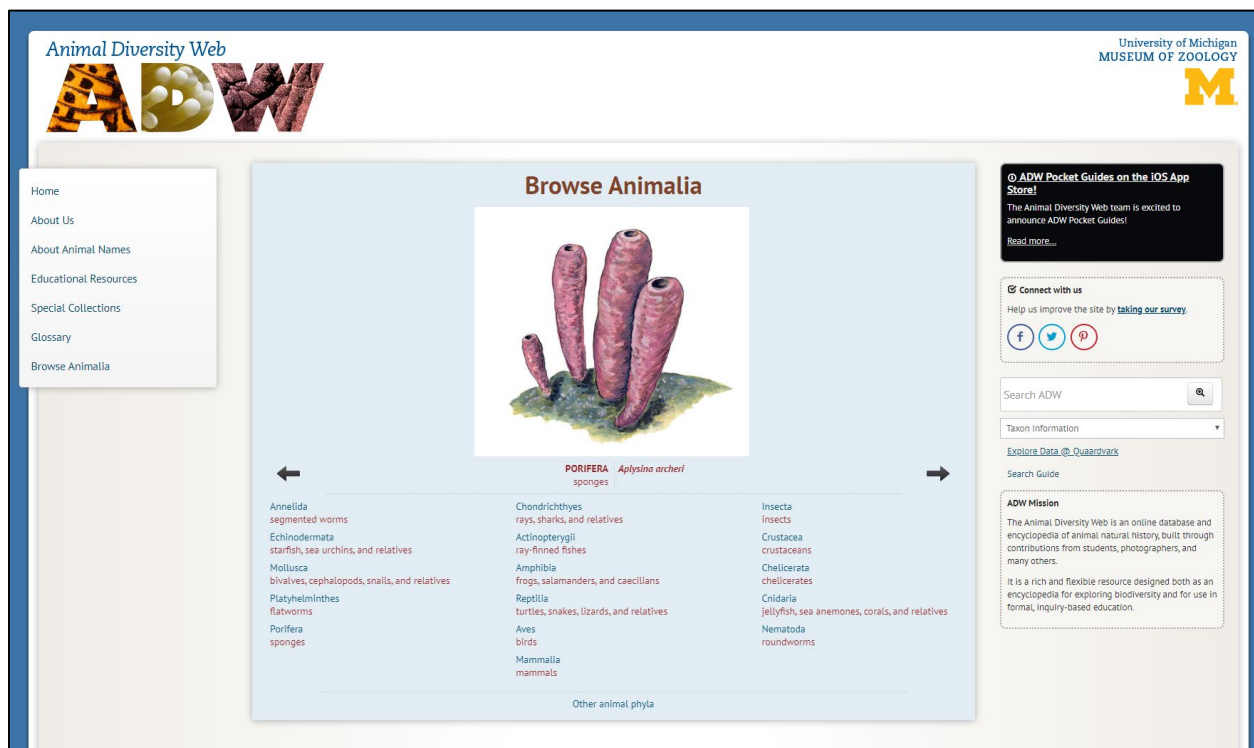 Animal Diversity Web
ADW
University of Michigan
MUSEUM OF ZOOLOGY
M
Home
About Us
About Animal Names
Educational Resources
Special Collections
Glossary
Browse Animalia
Browse Animalia
PORIFERA Aplysina archeri
sponges
Annelida
segmented worms
Echinodermata
starfish, sea urchins, and relatives
Mollusca
bivalves, cephalopods, snails, and relatives
Platyhelminthes
flatworms
Porifera
sponges
Chondrichthyes
rays, sharks, and relatives
Actinopterygii
ray-finned fishes
Amphibia
frogs, salamanders, and caecilians
Reptilia
turtles, snakes, lizards, and relatives
Aves
birds
Mammalia
mammals
Insecta
insects
Crustacea
crustaceans
Chelicerata
chelicerates
Cnidaria
jellyfish, sea anemones, corals, and relatives
Nematoda
roundworms
Other animal phyla
ADW Pocket Guides on the iOS App
Store!
The Animal Diversity Web team is excited to
announce ADW Pocket Guides!
Read more...
Connect with us
Help us improve the site by taking our survey.
Search ADW
Taxon Information
Explore Data @ Quaardvark
Search Guide
ADW Mission
The Animal Diversity Web is an online database and
encyclopedia of animal natural history, built through
contributions from students, photographers, and
many others.
It is a rich and flexible resource designed both as an
encyclopedia for exploring biodiversity and for use in
formal, inquiry-based education.